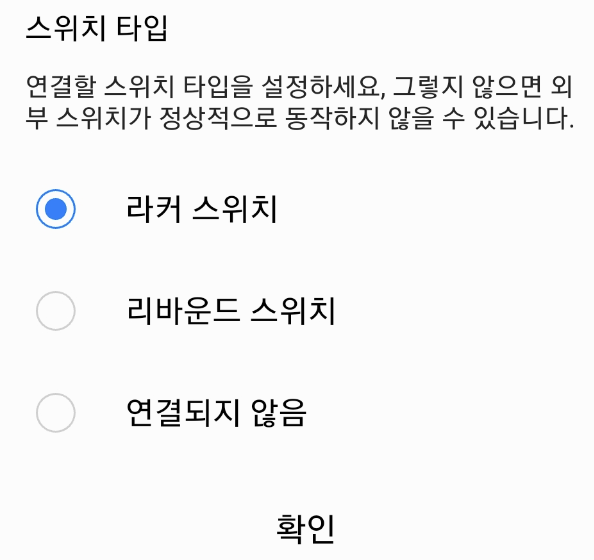 스위치 타입
연결할 스위치 타입을 설정하세요, 그렇지 않으면 외
부 스위치가 정상적으로 동작하지 않을 수 있습니다.
라커 스위치
리바운드 스위치
연결되지 않음
확인